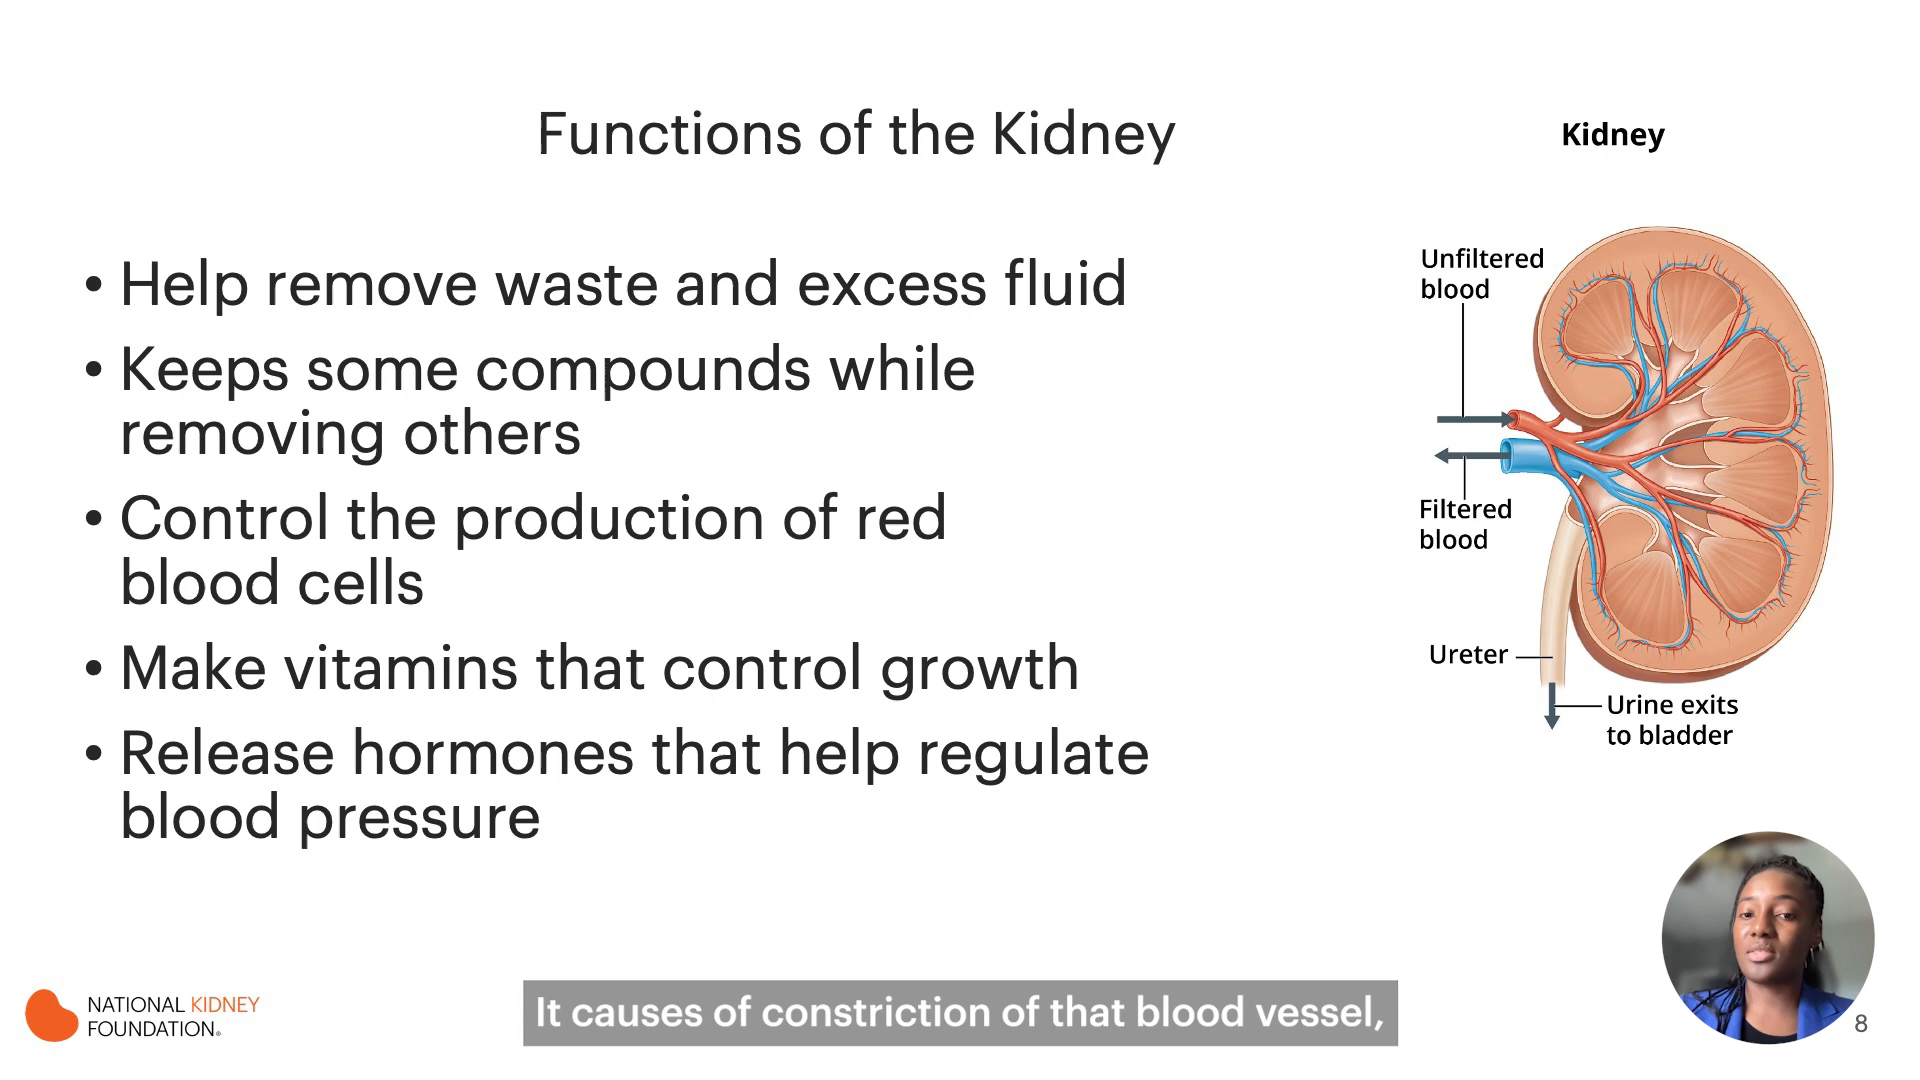 Functions of the Kidney
• Help remove waste and excess fluid
• Keeps some compounds while
removing others
• Control the production of red
blood cells
• Make vitamins that control growth
• Release hormones that help regulate
blood pressure
Kidney
Unfiltered
blood
Filtered
blood
Ureter
Urine exits
to bladder
NATIONAL KIDNEY
FOUNDATION®
It causes of constriction of that blood vessel,
8